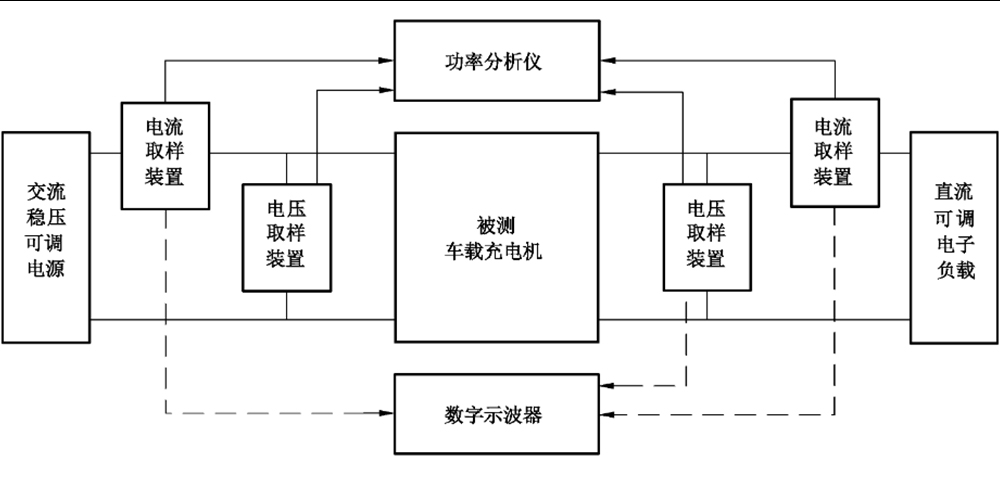 功率分析仪
电流
取样
装置
电流
取样
装置
交流
稳压
可调
电源
电压
取样
装置
被测
车载充电机
电压
取样
装置
直流
可调
电子
负载
数字示波器